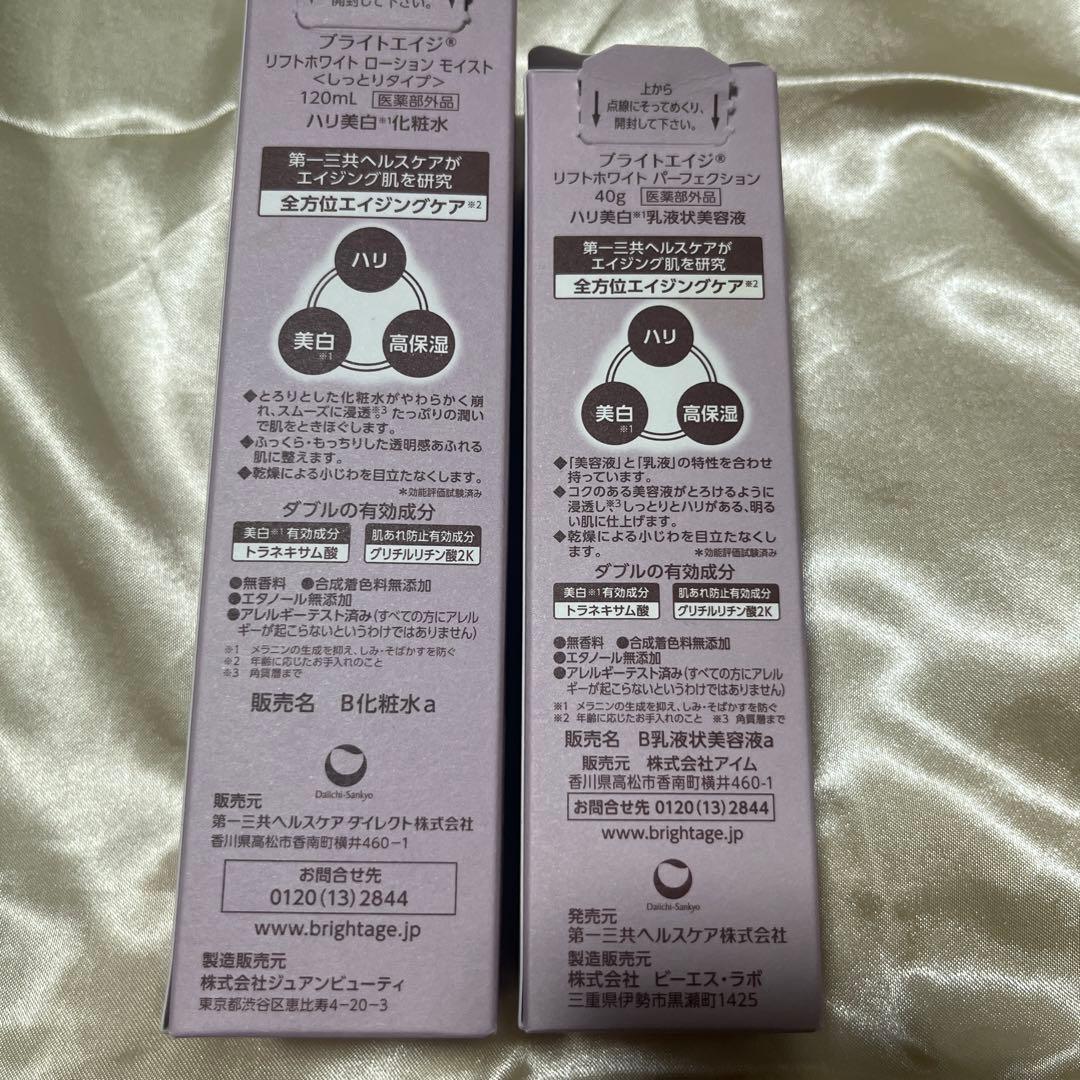 開封して下さい。
ブライトエイジ®
リフトホワイト ローション モイスト
＜しっとりタイプ＞
120mL 医薬部外品
ハリ美白※1化粧水
第一三共ヘルスケアが
エイジング肌を研究
全方位エイジングケア※2
ハリ
美白※1
高保湿
◆とろりとした化粧水がやわらかく崩
れ、スムーズに浸透※3。たっぷりの潤い
で肌をときほぐします。
◆ふっくら・もっちりした透明感あふれる
肌に整えます。
◆乾燥による小じわを目立たなくします。
＊効能評価試験済み
ダブルの有効成分
美白※1有効成分
トラネキサム酸
肌あれ防止有効成分
グリチルリチン酸2K
●無香料 ●合成着色料無添加
●エタノール無添加
●アレルギーテスト済み(すべての方にアレル
ギーが起こらないというわけではありません)
※1 メラニンの生成を抑え、しみ・そばかすを防ぐ
※2 年齢に応じたお手入れのこと
※3 角質層まで
販売名 B化粧水a
Daiichi-Sankyo
販売元
第一三共ヘルスケア ダイレクト株式会社
香川県高松市香南町横井460-1
お問合せ先
0120(13)2844
www.brightage.jp
製造販売元
株式会社ジュアンビューティ
東京都渋谷区恵比寿4-20-3
上から
点線にそってめくり、
開封して下さい。
ブライトエイジ®
リフトホワイト パーフェクション
40g 医薬部外品
ハリ美白※1乳液状美容液
第一三共ヘルスケアが
エイジング肌を研究
全方位エイジングケア※2
ハリ
美白※1
高保湿
◆「美容液」と「乳液」の特性を合わせ
持っています。
◆コクのある美容液がとろけるように
浸透し※3、しっとりとハリがある、明る
い肌に仕上げます。
◆乾燥による小じわを目立たなくし
ます。 ＊効能評価試験済み
ダブルの有効成分
美白※1有効成分
トラネキサム酸
肌あれ防止有効成分
グリチルリチン酸2K
●無香料 ●合成着色料無添加
●エタノール無添加
●アレルギーテスト済み(すべての方にアレル
ギーが起こらないというわけではありません)
※1 メラニンの生成を抑え、しみ・そばかすを防ぐ
※2 年齢に応じたお手入れのこと ※3 角質層まで
販売名 B乳液状美容液a
販売元 株式会社アイム
香川県高松市香南町横井460-1
お問合せ先 0120(13)2844
www.brightage.jp
Daiichi-Sankyo
発売元
第一三共ヘルスケア株式会社
製造販売元
株式会社 ビーエス・ラボ
三重県伊勢市黒瀬町1425